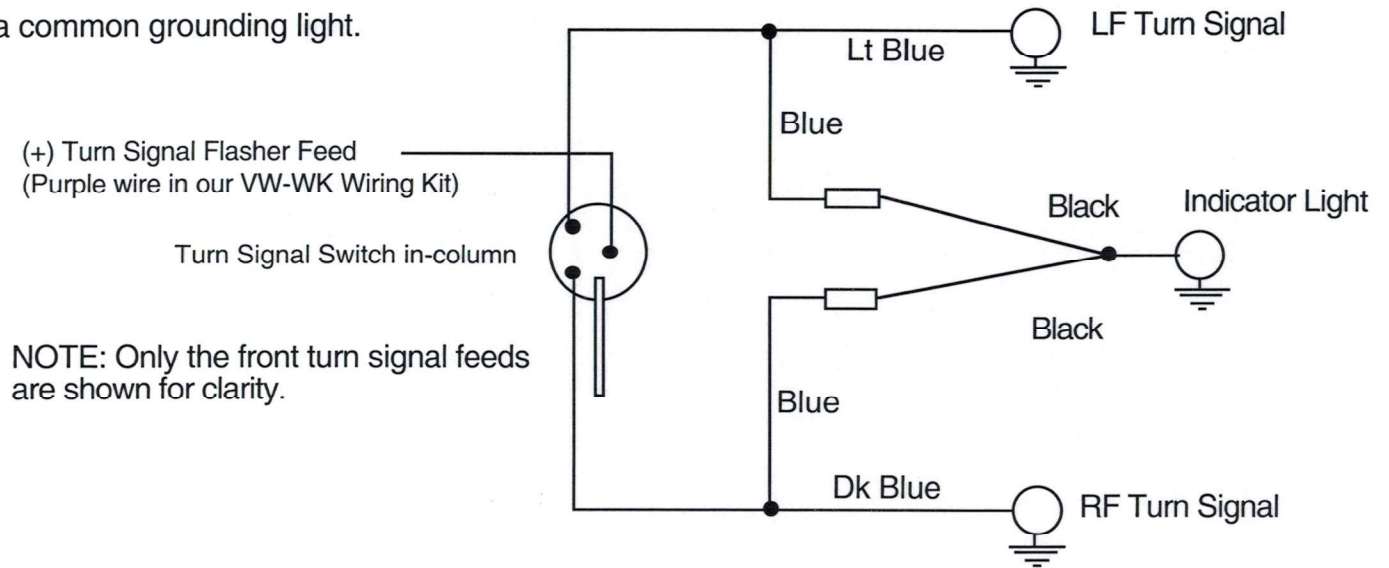 a common grounding light.
LF Turn Signal
Lt Blue
Blue
(+) Turn Signal Flasher Feed
(Purple wire in our VW-WK Wiring Kit)
Black
Indicator Light
Turn Signal Switch in-column
Black
NOTE: Only the front turn signal feeds
are shown for clarity.
Blue
Dk Blue
RF Turn Signal